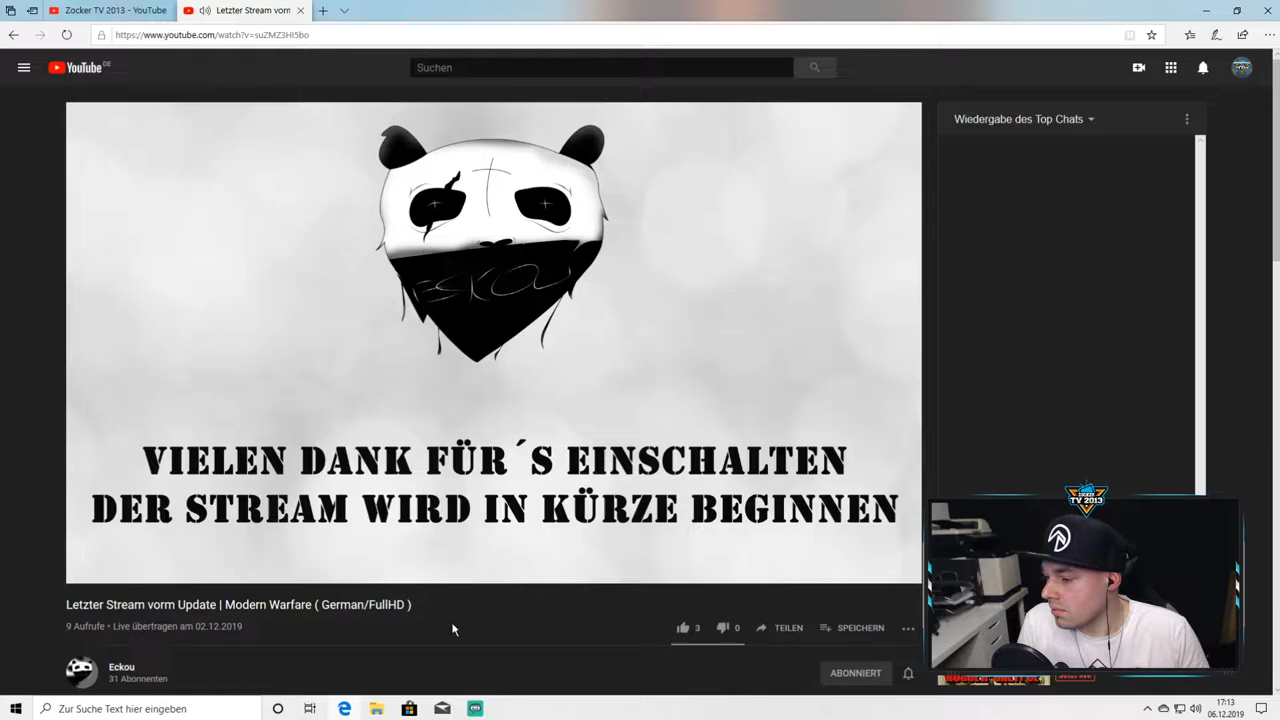 Zocker TV 2013 - YouTube
Letzter Stream vorm
https://www.youtube.com/watch?v=suZMZ3HI5bo
YouTube DE
Suchen
Wiedergabe des Top Chats
ESKOU
VIELEN DANK FÜR´S EINSCHALTEN
DER STREAM WIRD IN KÜRZE BEGINNEN
ZOCKER
TV 2013
Letzter Stream vorm Update | Modern Warfare ( German/FullHD )
9 Aufrufe • Live übertragen am 02.12.2019
3
0
TEILEN
SPEICHERN
Eckou
31 Abonnenten
ABONNIERT
Zur Suche Text hier eingeben
17:13
06.12.2019